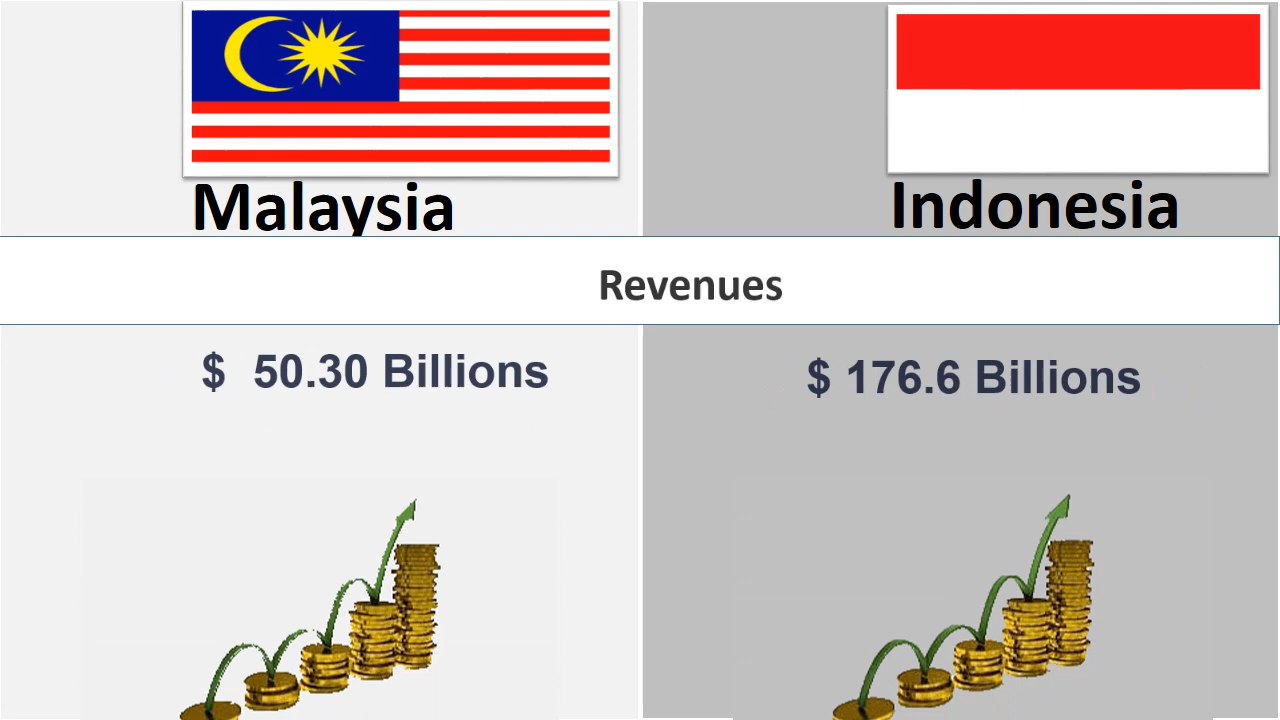 Malaysia
Indonesia
Revenues
$  50.30 Billions
$ 176.6 Billions